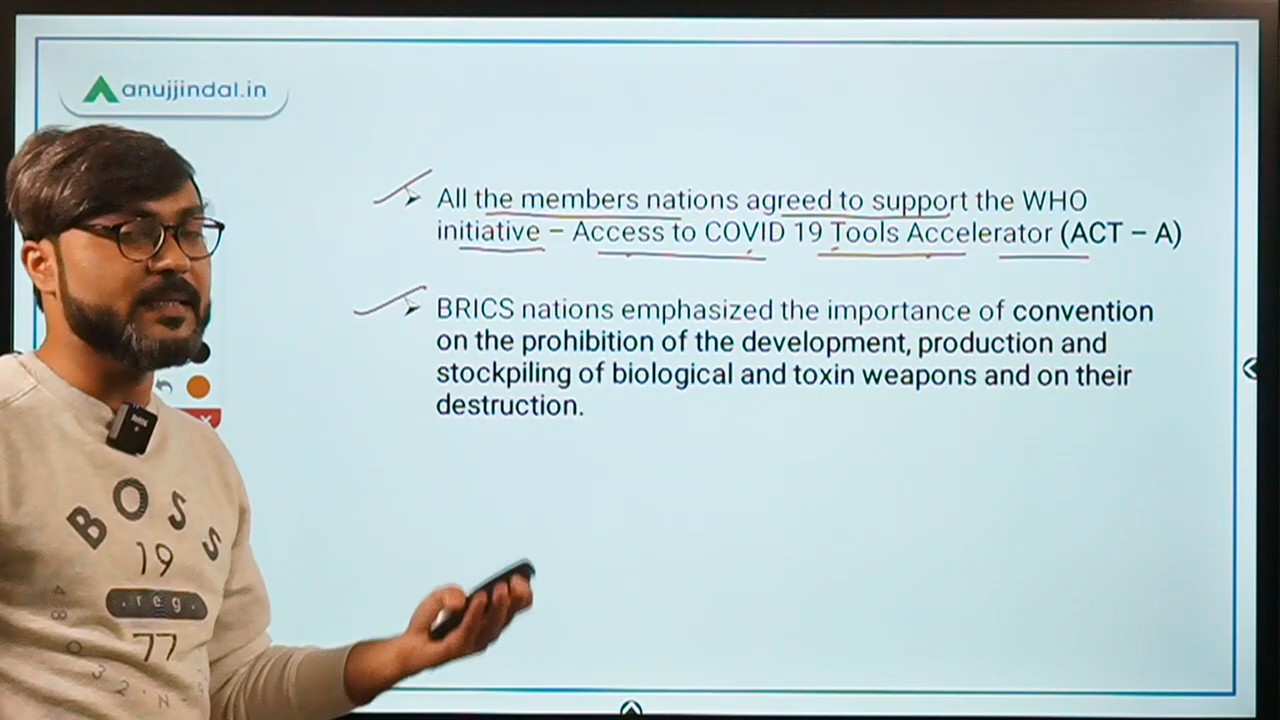 anujjindal.in
All the members nations agreed to support the WHO
initiative – Access to COVID 19 Tools Accelerator (ACT – A)
BRICS nations emphasized the importance of convention
on the prohibition of the development, production and
stockpiling of biological and toxin weapons and on their
destruction.
BOSS
19
.reg.
77